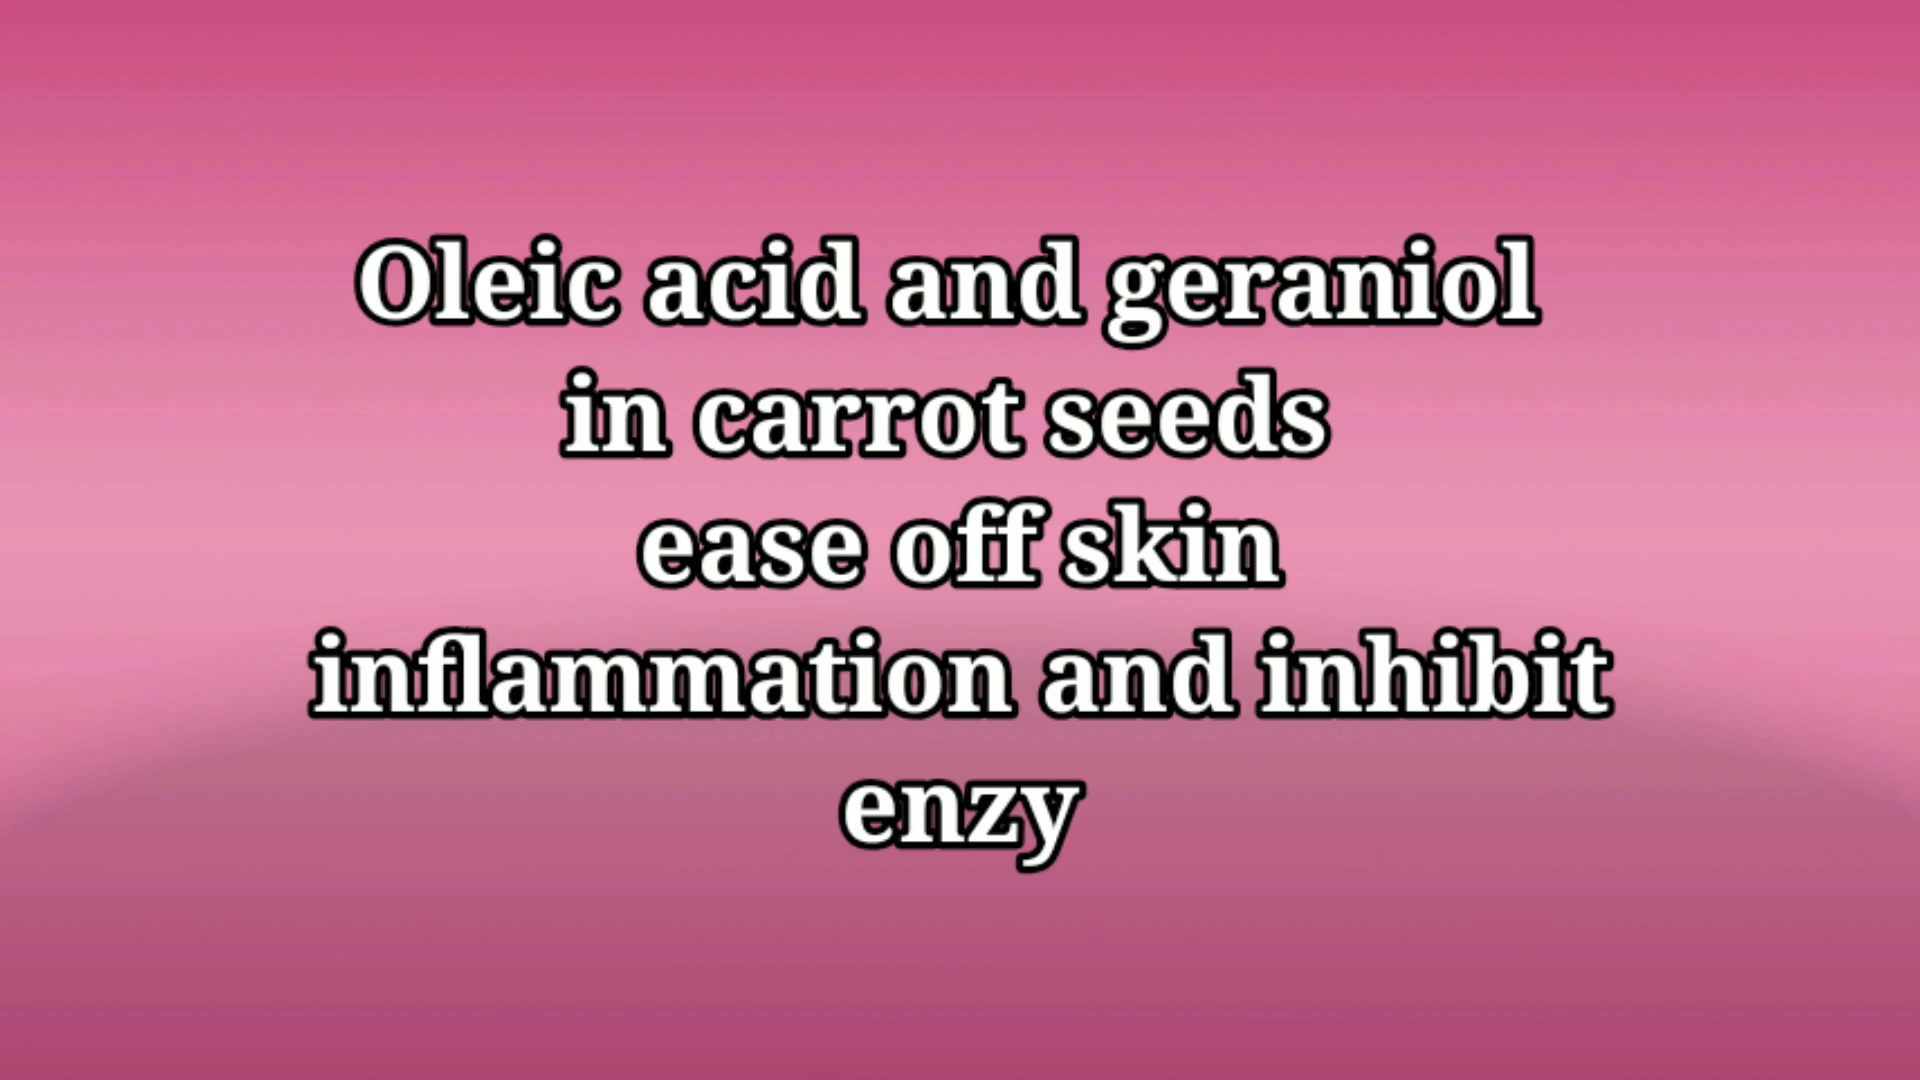 Oleic acid and geraniol
in carrot seeds
ease off skin
inflammation and inhibit
enzy